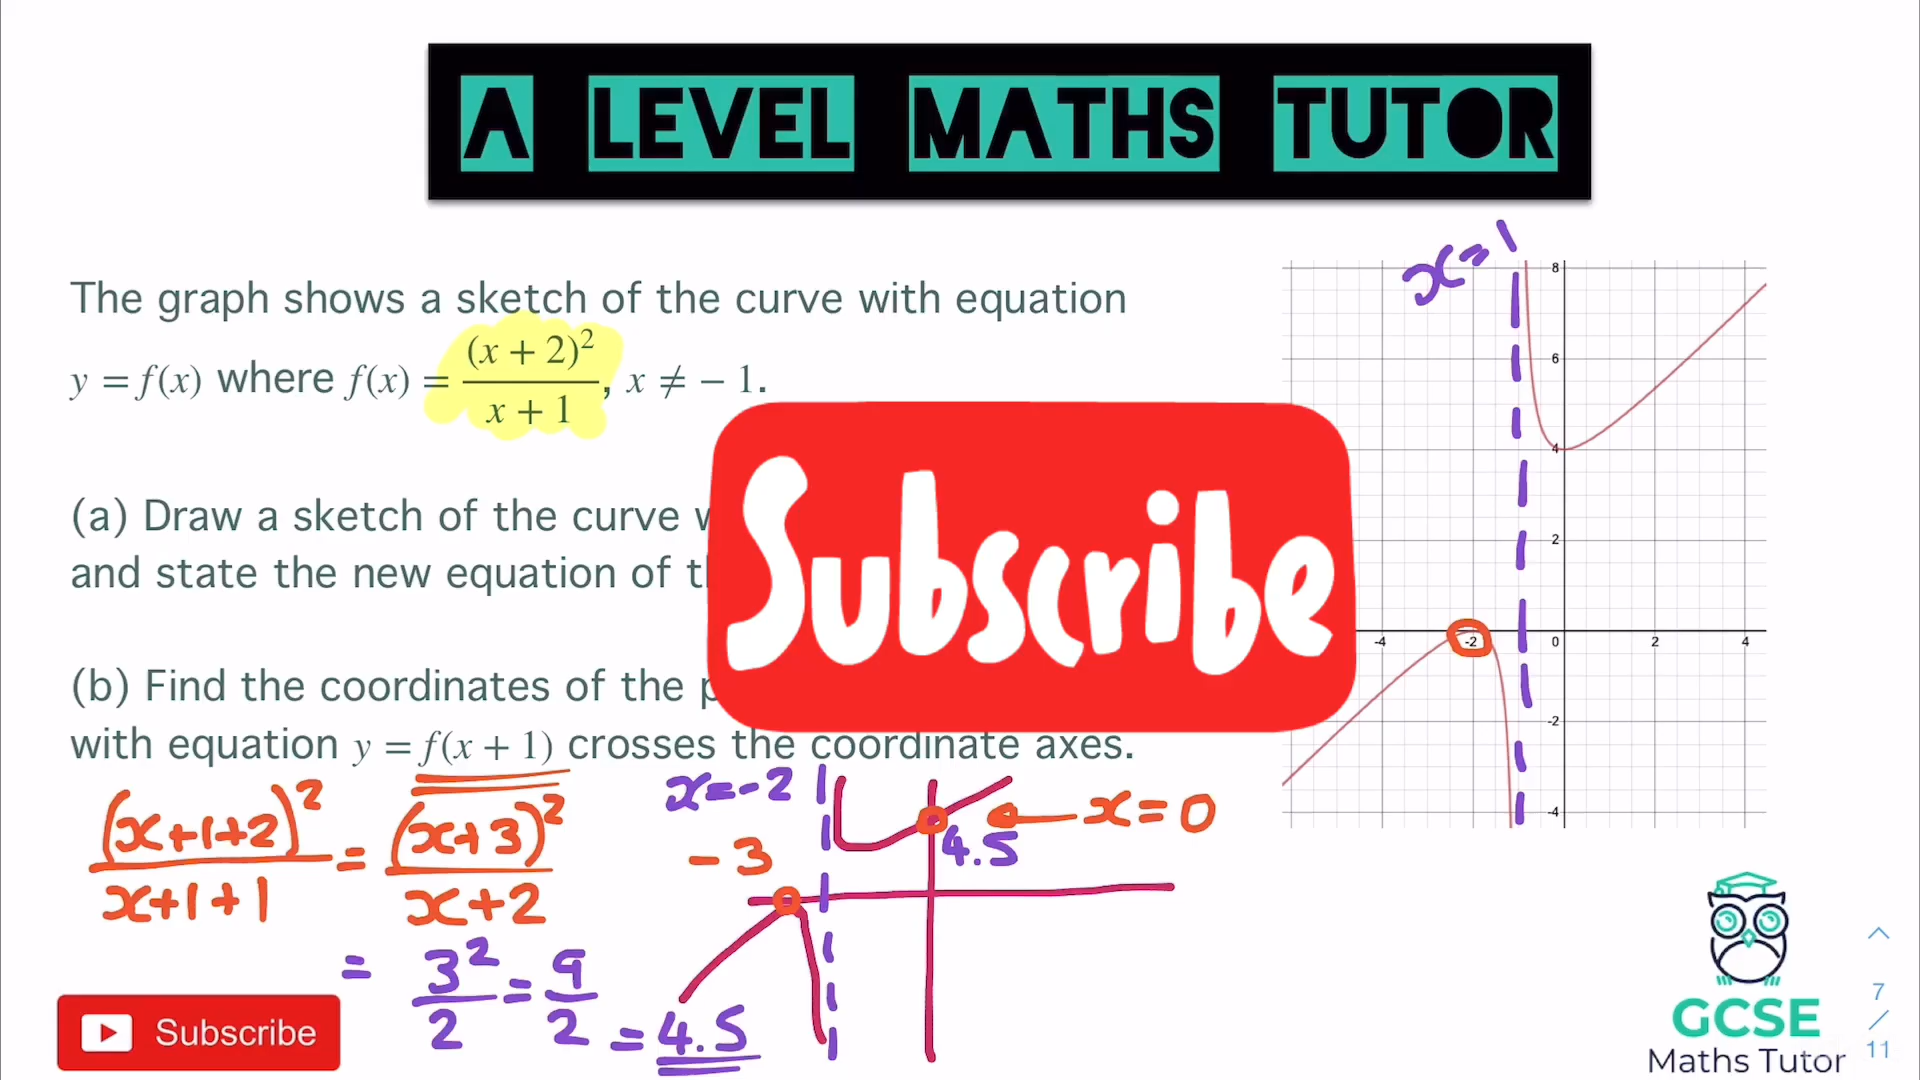 A LEVEL MATHS TUTOR
The graph shows a sketch of the curve with equation
y = f(x) where f(x) = (x + 2)² / x + 1, x ≠ − 1.
(a) Draw a sketch of the curve
and state the new equation of
(b) Find the coordinates of the
with equation y = f(x + 1) crosses the coordinate axes.
Subscribe
x=1
8
6
4
2
-4 -2 0 2 4
-2
-4
(x+1+2)² / x+1+1 = (x+3)² / x+2
= 3²/2 = 9/2 = 4.5
x=-2
-3
4.5
x=0
Subscribe
GCSE
Maths Tutor
7
/
11